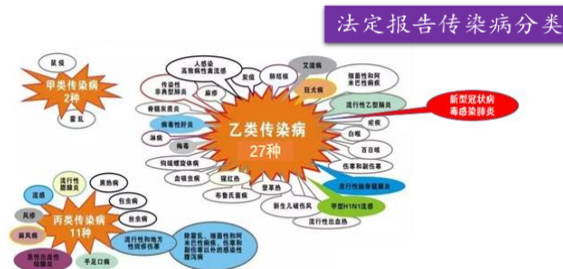 法定报告传染病分类
鼠疫
甲类传染病
2种
霍乱
人感染
高致病性禽流感
炭疽
肺结核
艾滋病
传染性
非典型肺炎
麻疹
狂犬病
细菌性和阿
米巴性痢疾
脊髓灰质炎
流行性乙型脑炎
新型冠状病
毒感染肺炎
病毒性肝炎
乙类传染病
27种
疟疾
淋病
白喉
梅毒
百日咳
钩端螺旋体病
伤寒和副伤寒
血吸虫病
猩红热
登革热
流行性脑脊髓膜炎
布鲁氏菌病
新生儿破伤风
甲型H1N1流感
流行性出血热
流行性
腮腺炎
黑热病
流感
包虫病
风疹
丙类传染病
11种
丝虫病
麻风病
流行性和地方
性斑疹伤寒
除霍乱、细菌性和阿
米巴性痢疾、伤寒和
副伤寒以外的感染性
腹泻病
急性出血性
结膜炎
手足口病